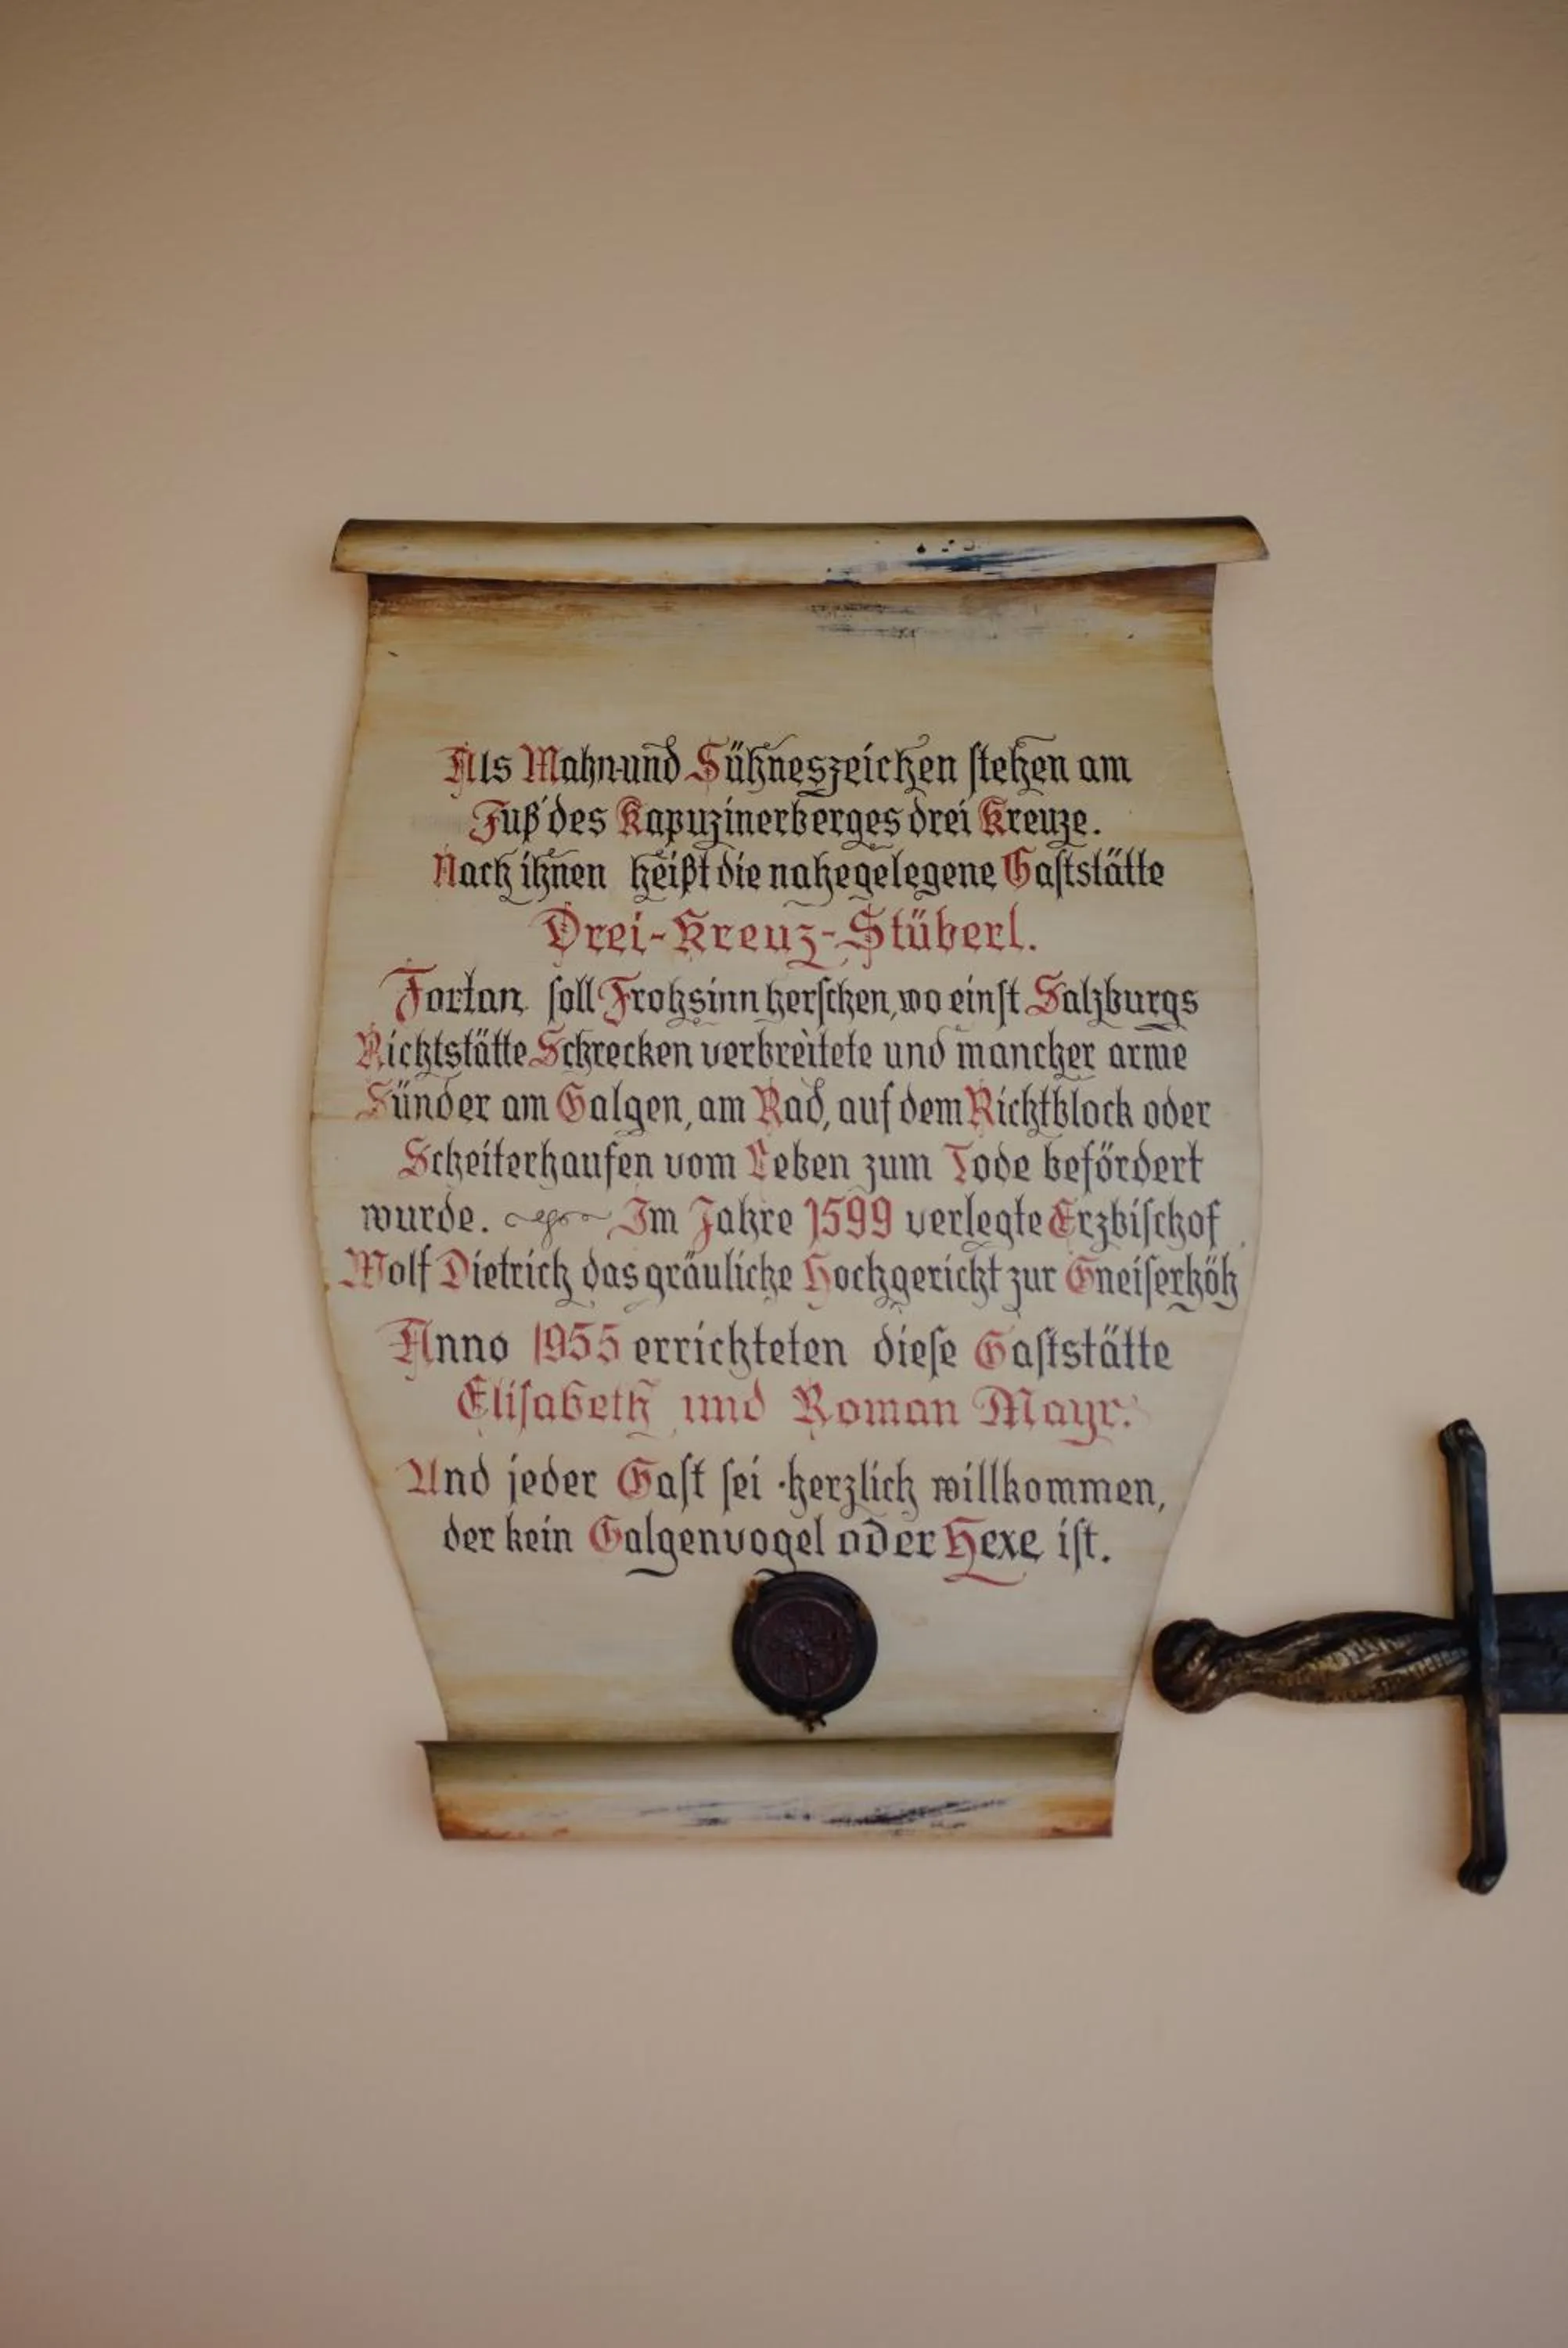 Als Mahn-und Sühneszeichen ſtehen am
Fuß des Kapuzinerberges drei Kreuze.
Nach ihnen heißt die nahegelegene Gaſtstätte
Drei-Kreuz-Stüberl.
Fortan ſoll Frohsinn herſchen, wo einſt Salzburgs
Richtstätte Schrecken verbreitete und mancher arme
Sünder am Galgen, am Rad, auf dem Richtblock oder
Scheiterhaufen vom Leben zum Tode befördert
wurde. Im Jahre 1599 verlegte Erzbiſchof
Wolf Dietrich das gräuliche Hochgericht zur Gneiſerhöh
Anno 1955 errichteten dieſe Gaſtstätte
Eliſabeth und Roman Mayr.
Und jeder Gaſt ſei herzlich willkommen,
der kein Galgenvogel oder Hexe iſt.